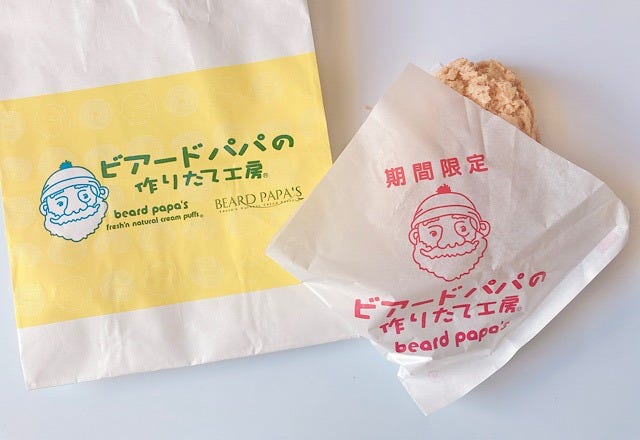 ビアードパパの
作りたて工房®
beard papa's
fresh'n natural cream puffs®
BEARD PAPA'S
期間限定
ビアードパパの
作りたて工房®
beard papa's